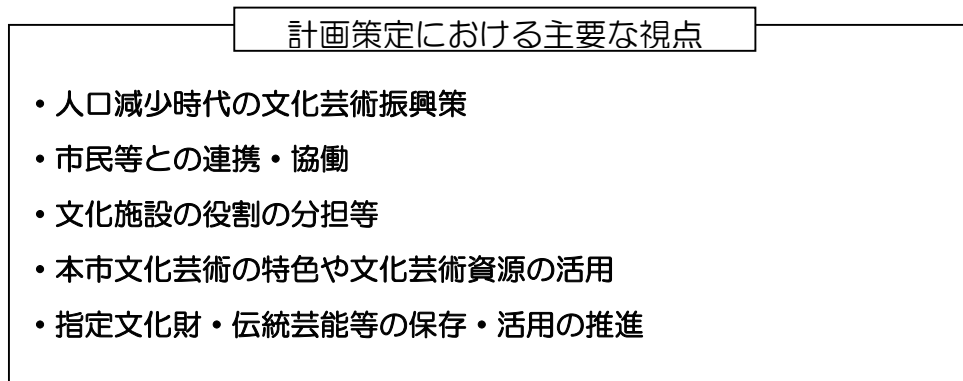 計画策定における主要な視点
・人口減少時代の文化芸術振興策
・市民等との連携・協働
・文化施設の役割の分担等
・本市文化芸術の特色や文化芸術資源の活用
・指定文化財・伝統芸能等の保存・活用の推進